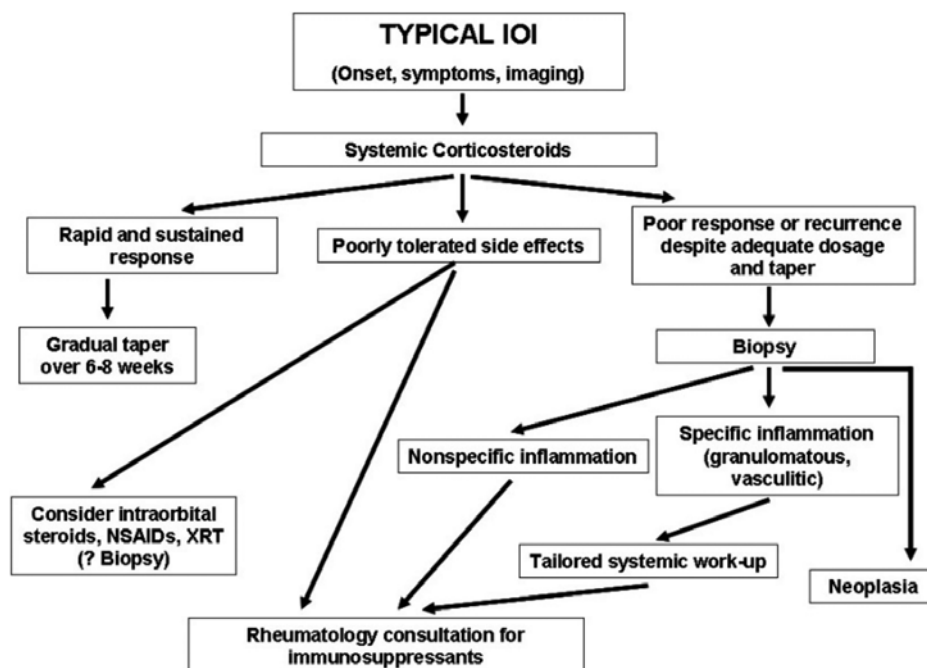 TYPICAL IOI
(Onset, symptoms, imaging)
Systemic Corticosteroids
Rapid and sustained
response
Poorly tolerated side effects
Poor response or recurrence
despite adequate dosage
and taper
Gradual taper
over 6-8 weeks
Biopsy
Nonspecific inflammation
Specific inflammation
(granulomatous,
vasculitic)
Consider intraorbital
steroids, NSAIDs, XRT
(? Biopsy)
Tailored systemic work-up
Neoplasia
Rheumatology consultation for
immunosuppressants